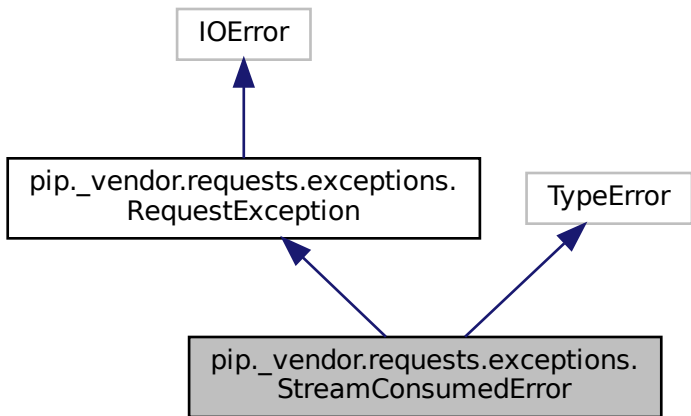 IOError
pip._vendor.requests.exceptions.
RequestException
TypeError
pip._vendor.requests.exceptions.
StreamConsumedError